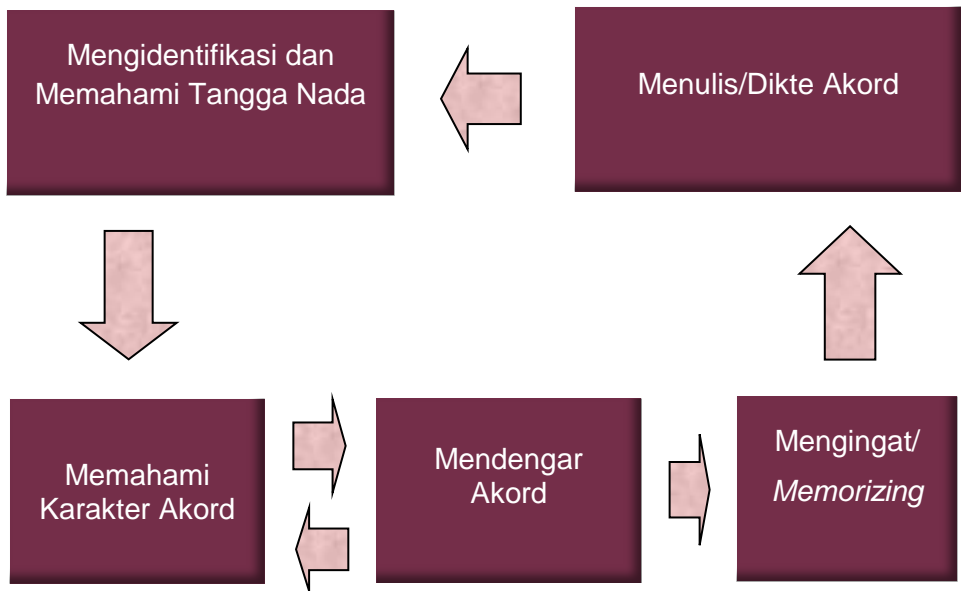 Mengidentifikasi dan
Memahami Tangga Nada
Menulis/Dikte Akord
Memahami
Karakter Akord
Mendengar
Akord
Mengingat/
Memorizing